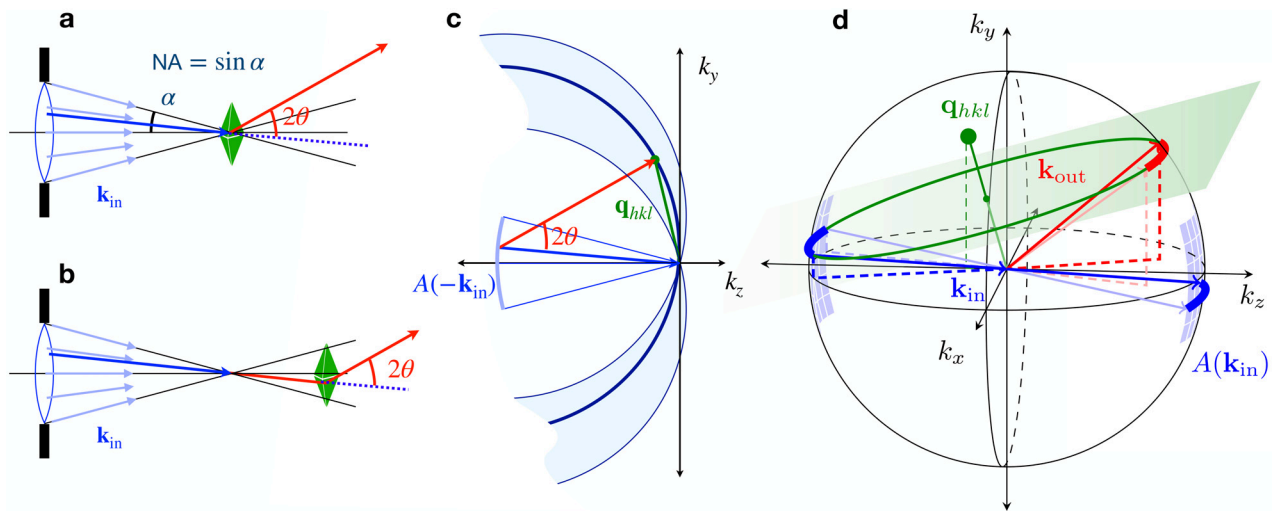 a
NA = sin α
α
2θ
k_in
b
2θ
k_in
c
k_y
q_hkl
2θ
A(−k_in)
k_z
d
k_y
q_hkl
k_out
k_in
k_z
k_x
A(k_in)